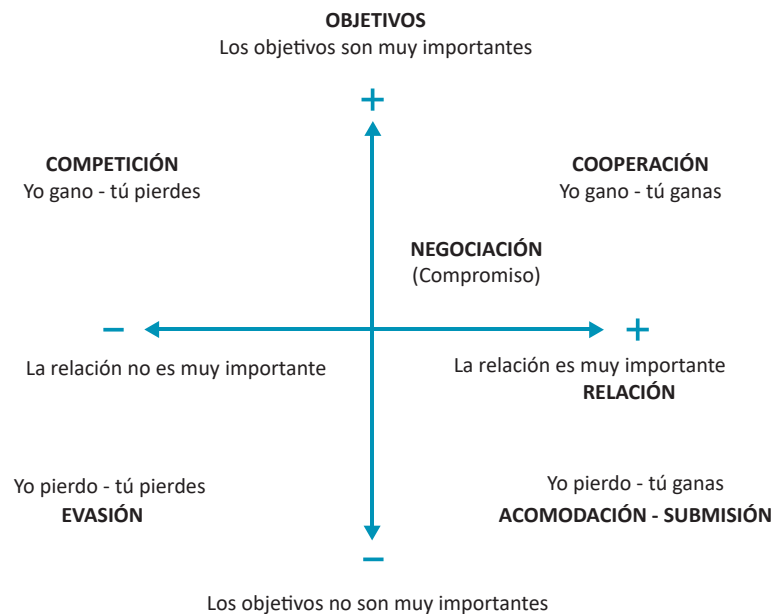 OBJETIVOS
Los objetivos son muy importantes
+
COMPETICIÓN
Yo gano - tú pierdes
COOPERACIÓN
Yo gano - tú ganas
NEGOCIACIÓN
(Compromiso)
−
+
La relación no es muy importante
La relación es muy importante
RELACIÓN
Yo pierdo - tú pierdes
EVASIÓN
Yo pierdo - tú ganas
ACOMODACIÓN - SUBMISIÓN
−
Los objetivos no son muy importantes